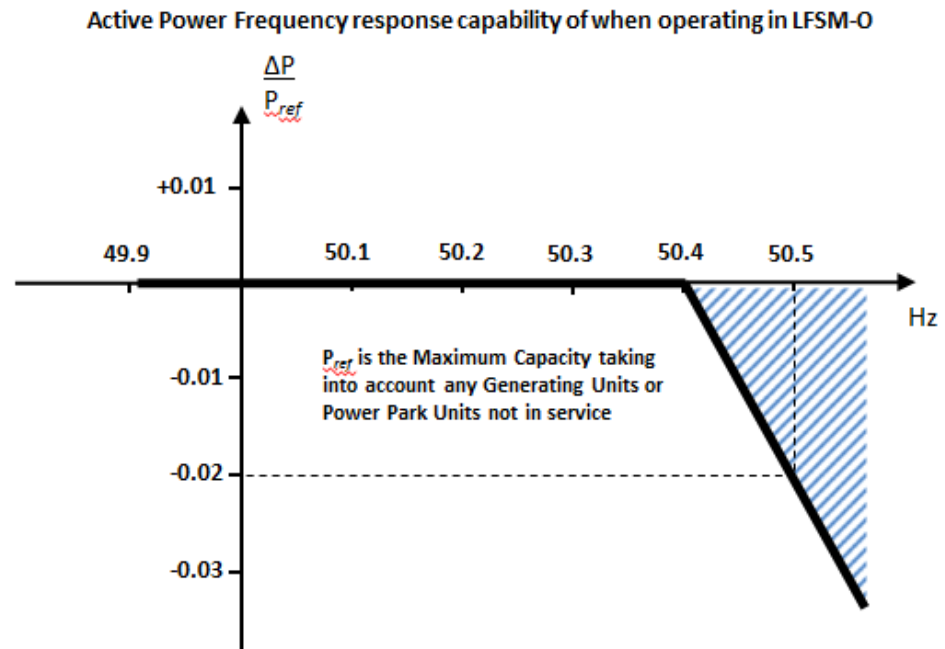 Active Power Frequency response capability of when operating in LFSM-O
ΔP
Pref
+0.01
49.9 50.1 50.2 50.3 50.4 50.5
Hz
Pref is the Maximum Capacity taking
into account any Generating Units or
Power Park Units not in service
-0.01
-0.02
-0.03